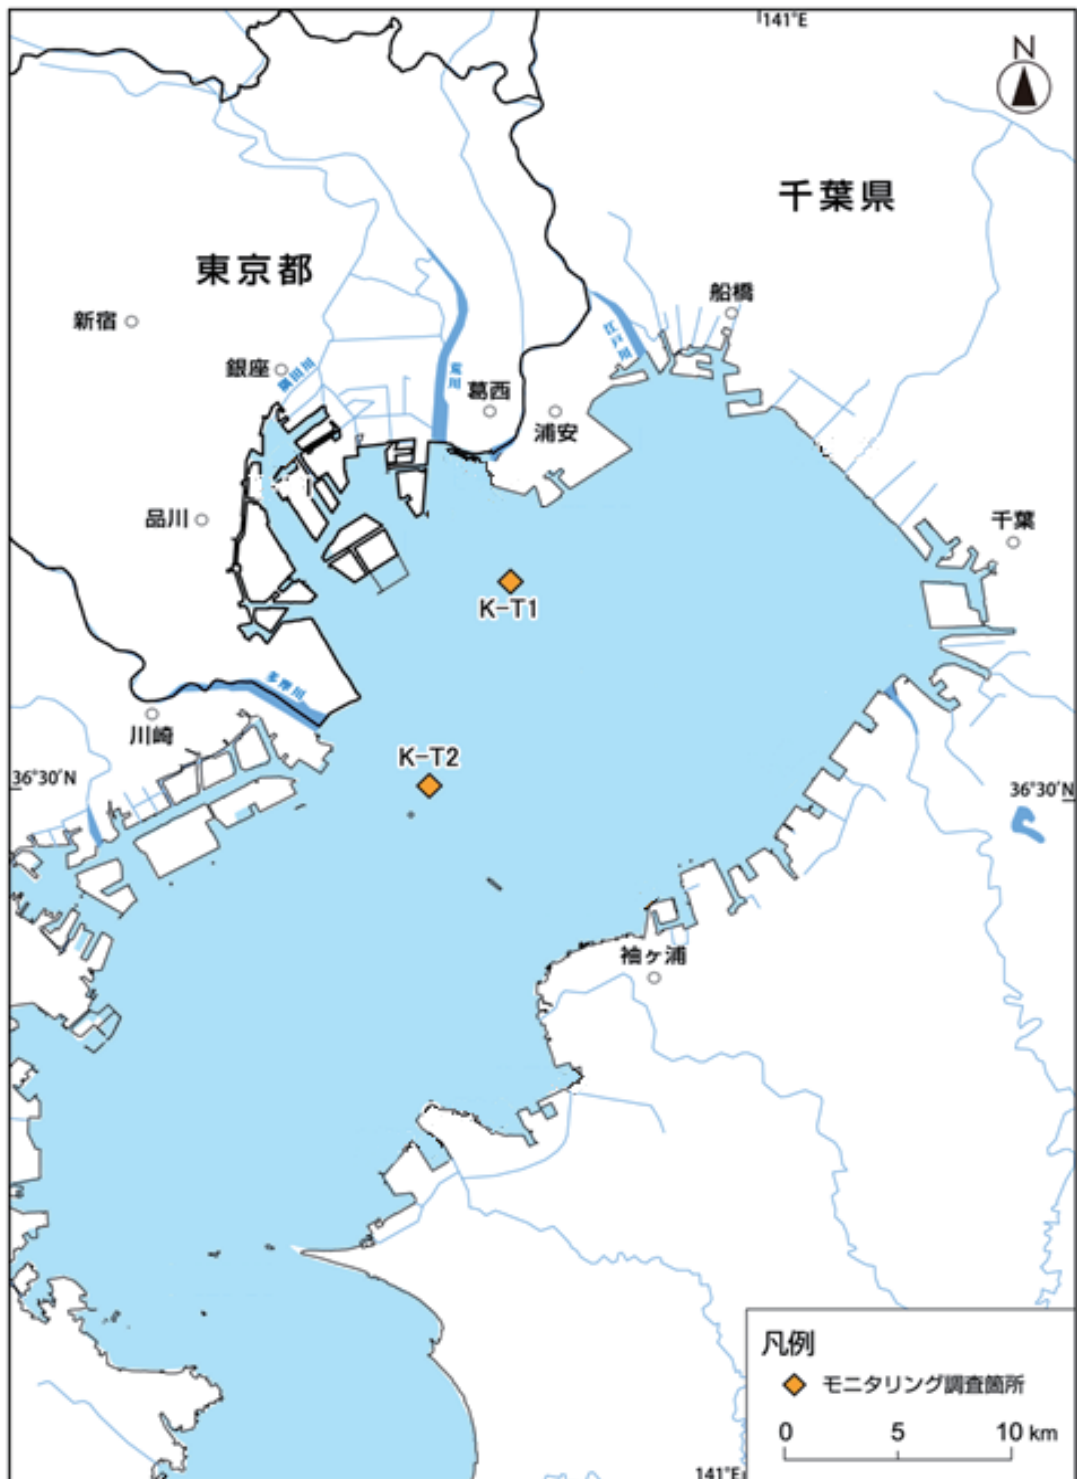 141°E
N
千葉県
東京都
船橋
新宿
江戸川
銀座
隅田川
荒川
葛西
浦安
品川
千葉
K-T1
多摩川
川崎
K-T2
36°30′N
36°30′N
袖ヶ浦
凡例
モニタリング調査箇所
0 5 10 km
141°E